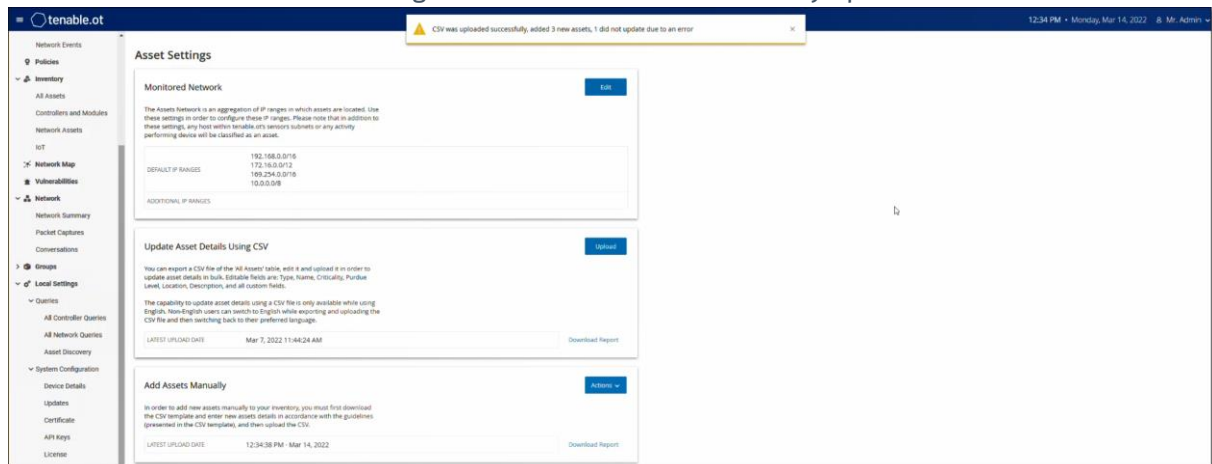 tenable.ot
CSV was uploaded successfully, added 3 new assets, 1 did not update due to an error
12:34 PM • Monday, Mar 14, 2022
Mr. Admin
Network Events
Policies
Inventory
All Assets
Controllers and Modules
Network Assets
IoT
Network Map
Vulnerabilities
Network
Network Summary
Packet Captures
Conversations
Groups
Local Settings
Queries
All Controller Queries
All Network Queries
Asset Discovery
System Configuration
Device Details
Updates
Certificate
API Keys
License
Asset Settings
Monitored Network
Edit
The Assets Network is an aggregation of IP ranges in which assets are located. Use
these settings in order to configure these IP ranges. Please note that in addition to
these settings, any host within tenable.ot's sensors subnets or any activity
performing device will be classified as an asset.
DEFAULT IP RANGES
192.168.0.0/16
172.16.0.0/12
169.254.0.0/16
10.0.0.0/8
ADDITIONAL IP RANGES
Update Asset Details Using CSV
Upload
You can export a CSV file of the 'All Assets' table, edit it and upload it in order to
update asset details in bulk. Editable fields are: Type, Name, Criticality, Purdue
Level, Location, Description, and all custom fields.
The capability to update asset details using a CSV file is only available while using
English. Non-English users can switch to English while exporting and uploading the
CSV file and then switching back to their preferred language.
LATEST UPLOAD DATE
Mar 7, 2022 11:44:24 AM
Download Report
Add Assets Manually
Actions
In order to add new assets manually to your inventory, you must first download
the CSV template and enter new assets details in accordance with the guidelines
(presented in the CSV template), and then upload the CSV.
LATEST UPLOAD DATE
12:34:38 PM · Mar 14, 2022
Download Report